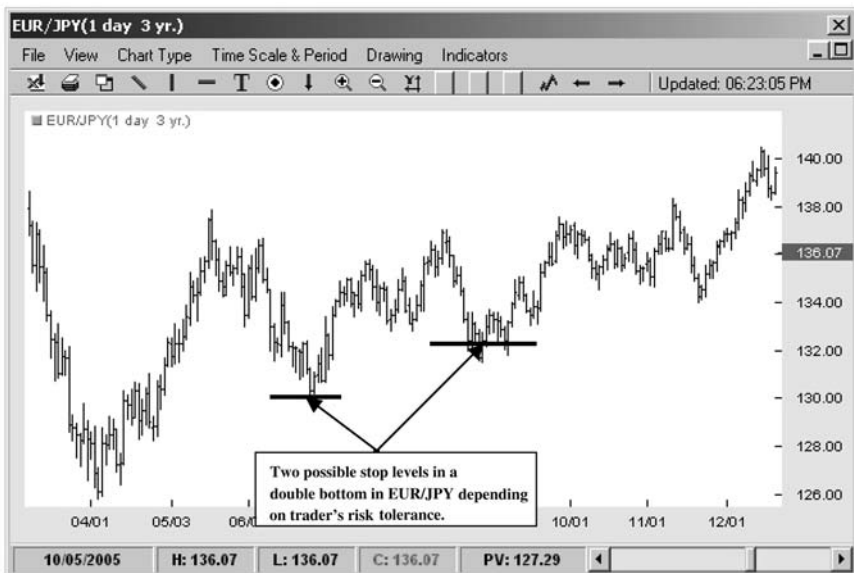 EUR/JPY(1 day 3 yr.)
File View Chart Type Time Scale & Period Drawing Indicators
T Updated: 06:23:05 PM
EUR/JPY(1 day 3 yr.)
140.00
138.00
136.07
134.00
132.00
130.00
128.00
126.00
Two possible stop levels in a
double bottom in EUR/JPY depending
on trader's risk tolerance.
04/01 05/03 10/01 11/01 12/01
10/05/2005 H: 136.07 L: 136.07 C: 136.07 PV: 127.29